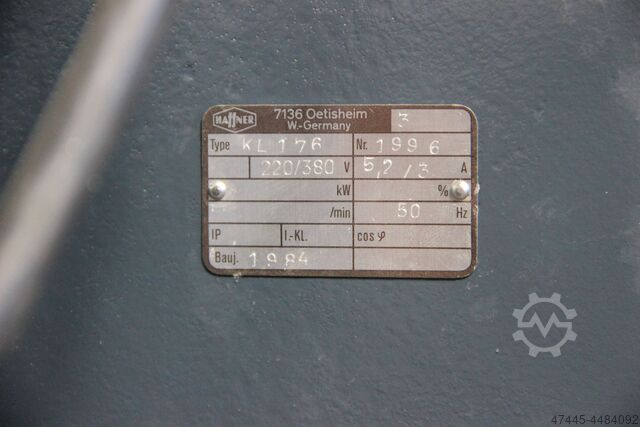 HAFFNER 7136 Oetisheim 3
W.-Germany
Type KL 176 Nr. 1996
220/380 V 5,2/3 A
kW %
/min 50 Hz
IP I.-KL. cos φ
Bauj. 1984
47445-4484092